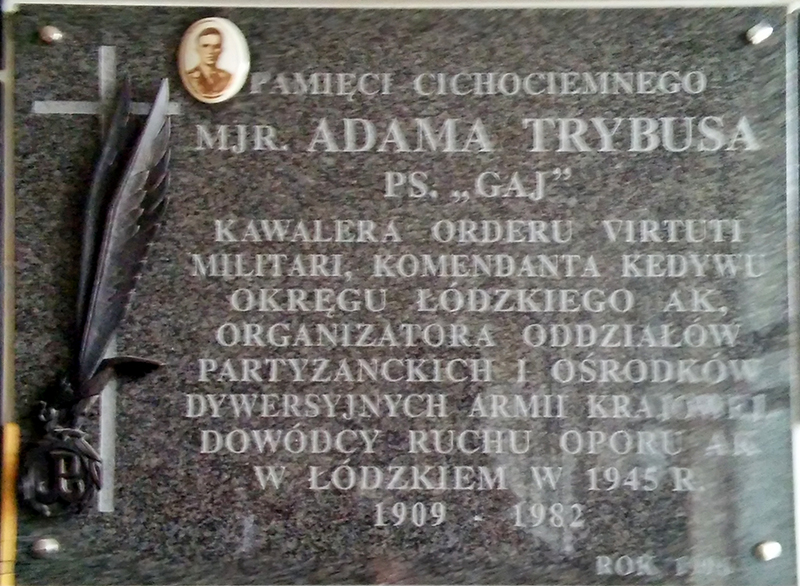 PAMIĘCI CICHOCIEMNEGO
MJR. ADAMA TRYBUSA
PS. „GAJ”
KAWALERA ORDERU VIRTUTI
MILITARI, KOMENDANTA KEDYWU
OKRĘGU ŁÓDZKIEGO AK,
ORGANIZATORA ODDZIAŁÓW
PARTYZANCKICH I OŚRODKÓW
DYWERSYJNYCH ARMII KRAJOWEJ,
DOWÓDCY RUCHU OPORU AK
W ŁÓDZKIEM W 1945 R.
1909 - 1982
ROK